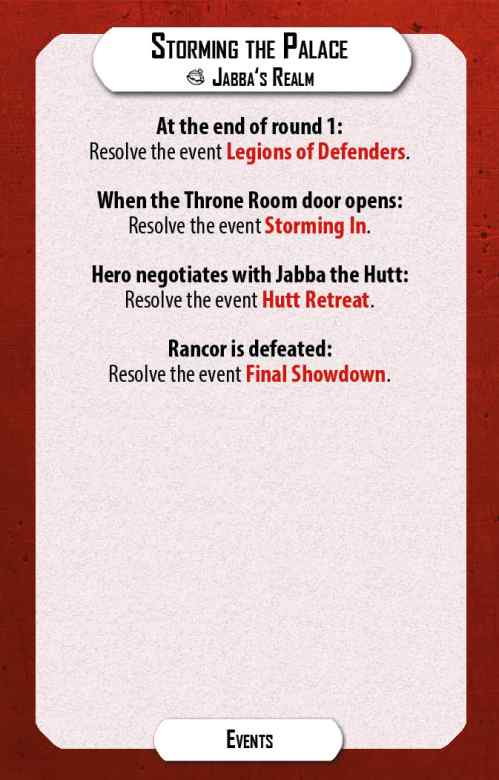 Storming the Palace
Jabba's Realm
At the end of round 1:
Resolve the event Legions of Defenders.
When the Throne Room door opens:
Resolve the event Storming In.
Hero negotiates with Jabba the Hutt:
Resolve the event Hutt Retreat.
Rancor is defeated:
Resolve the event Final Showdown.
Events